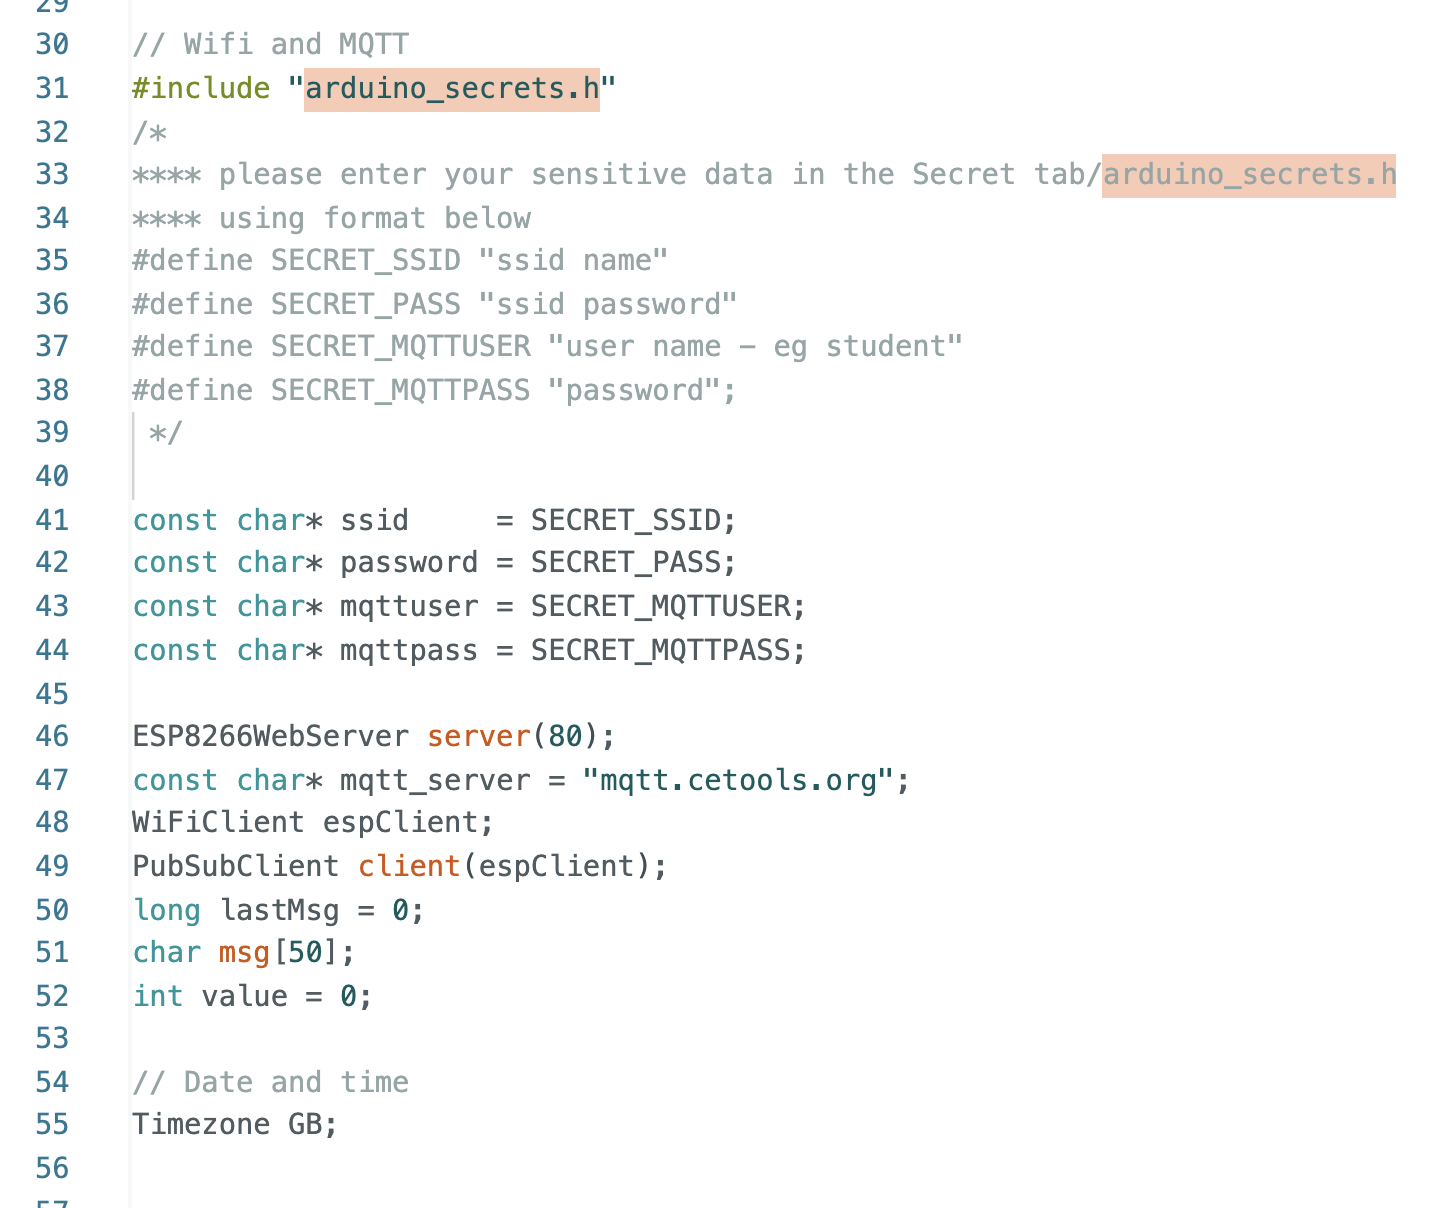 29
30 // Wifi and MQTT
31 #include "arduino_secrets.h"
32 /*
33 **** please enter your sensitive data in the Secret tab/arduino_secrets.h
34 **** using format below
35 #define SECRET_SSID "ssid name"
36 #define SECRET_PASS "ssid password"
37 #define SECRET_MQTTUSER "user name - eg student"
38 #define SECRET_MQTTPASS "password";
39  */
40
41 const char* ssid     = SECRET_SSID;
42 const char* password = SECRET_PASS;
43 const char* mqttuser = SECRET_MQTTUSER;
44 const char* mqttpass = SECRET_MQTTPASS;
45
46 ESP8266WebServer server(80);
47 const char* mqtt_server = "mqtt.cetools.org";
48 WiFiClient espClient;
49 PubSubClient client(espClient);
50 long lastMsg = 0;
51 char msg[50];
52 int value = 0;
53
54 // Date and time
55 Timezone GB;
56
57